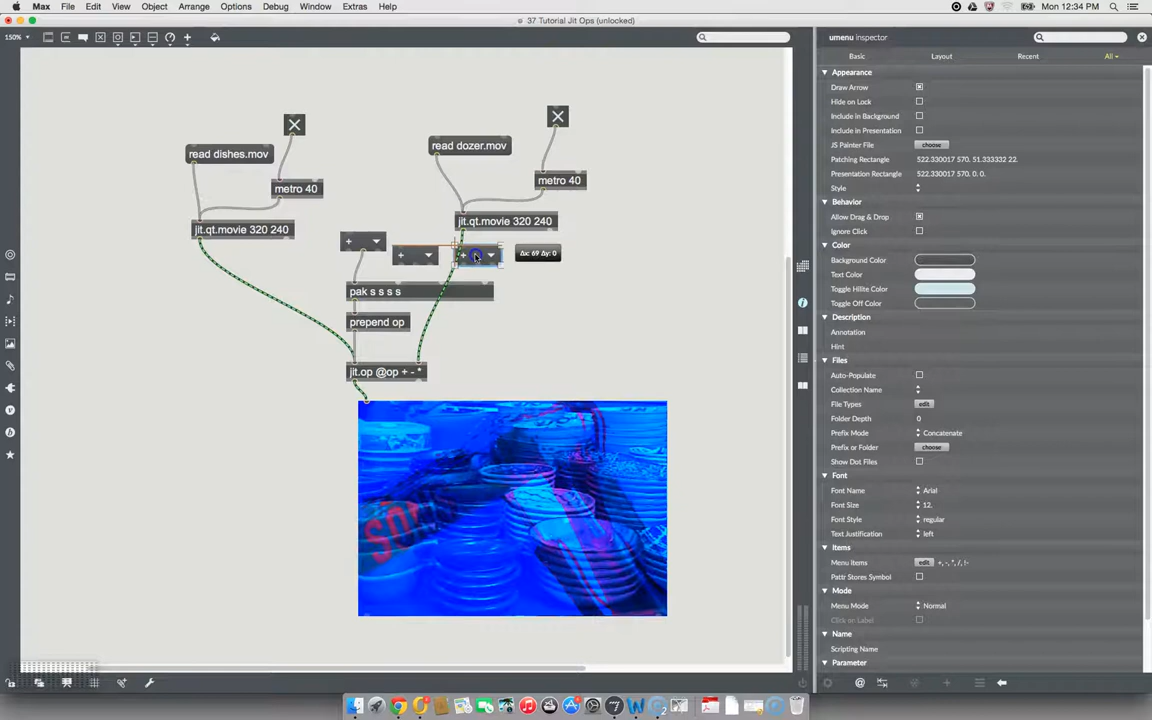 Max File Edit View Object Arrange Options Debug Window Extras Help Mon 12:34 PM
37 Tutorial Jit Ops (unlocked)
150%
umenu inspector
Basic Layout Recent All
read dishes.mov
metro 40
jit.qt.movie 320 240
read dozer.mov
metro 40
jit.qt.movie 320 240
+
+
+
Δx: 69 Δy: 0
pak s s s s
prepend op
jit.op @op + - *
Appearance
Draw Arrow
Hide on Lock
Include in Background
Include in Presentation
JS Painter File choose
Patching Rectangle 522.330017 570. 51.333332 22.
Presentation Rectangle 522.330017 570. 0. 0.
Style
Behavior
Allow Drag & Drop
Ignore Click
Color
Background Color
Text Color
Toggle Hilite Color
Toggle Off Color
Description
Annotation
Hint
Files
Auto-Populate
Collection Name
File Types edit
Folder Depth 0
Prefix Mode Concatenate
Prefix or Folder choose
Show Dot Files
Font
Font Name Arial
Font Size 12.
Font Style regular
Text Justification left
Items
Menu Items edit +, -, *, /, !-
Pattr Stores Symbol
Mode
Menu Mode Normal
Click on Label
Name
Scripting Name
Parameter